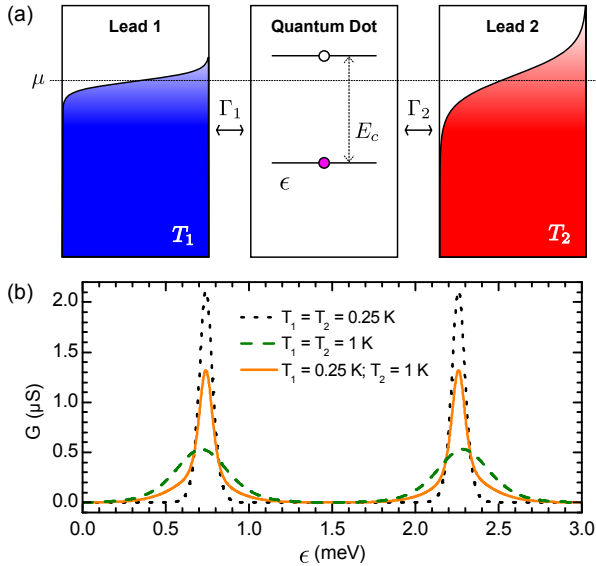 (a)
Lead 1
Quantum Dot
Lead 2
μ
Γ₁
E_c
Γ₂
ϵ
T₁
T₂
(b)
T₁ = T₂ = 0.25 K
T₁ = T₂ = 1 K
T₁ = 0.25 K; T₂ = 1 K
G (µS)
2.0
1.5
1.0
0.5
0.0
0.0 0.5 1.0 1.5 2.0 2.5 3.0
ϵ (meV)